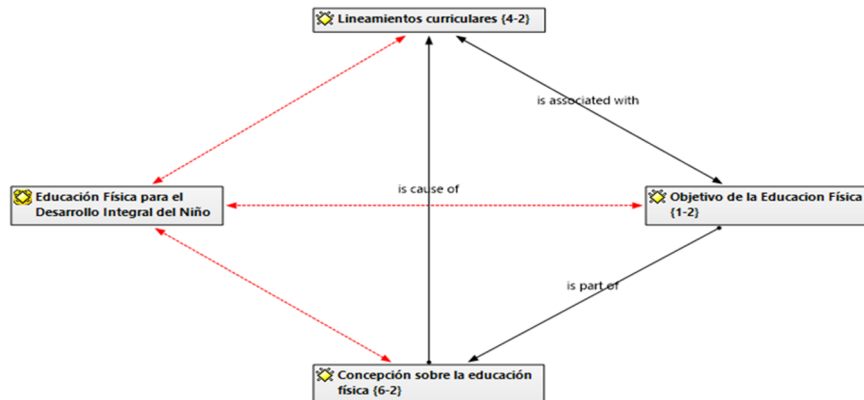 Lineamientos curriculares {4-2}
is associated with
Educación Física para el
Desarrollo Integral del Niño
is cause of
Objetivo de la Educacion Física
{1-2}
is part of
Concepción sobre la educación
física {6-2}